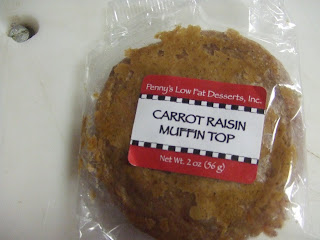 Penny's Low Fat Desserts, Inc.
CARROT RAISIN
MUFFIN TOP
Net Wt. 2 oz (56 g)